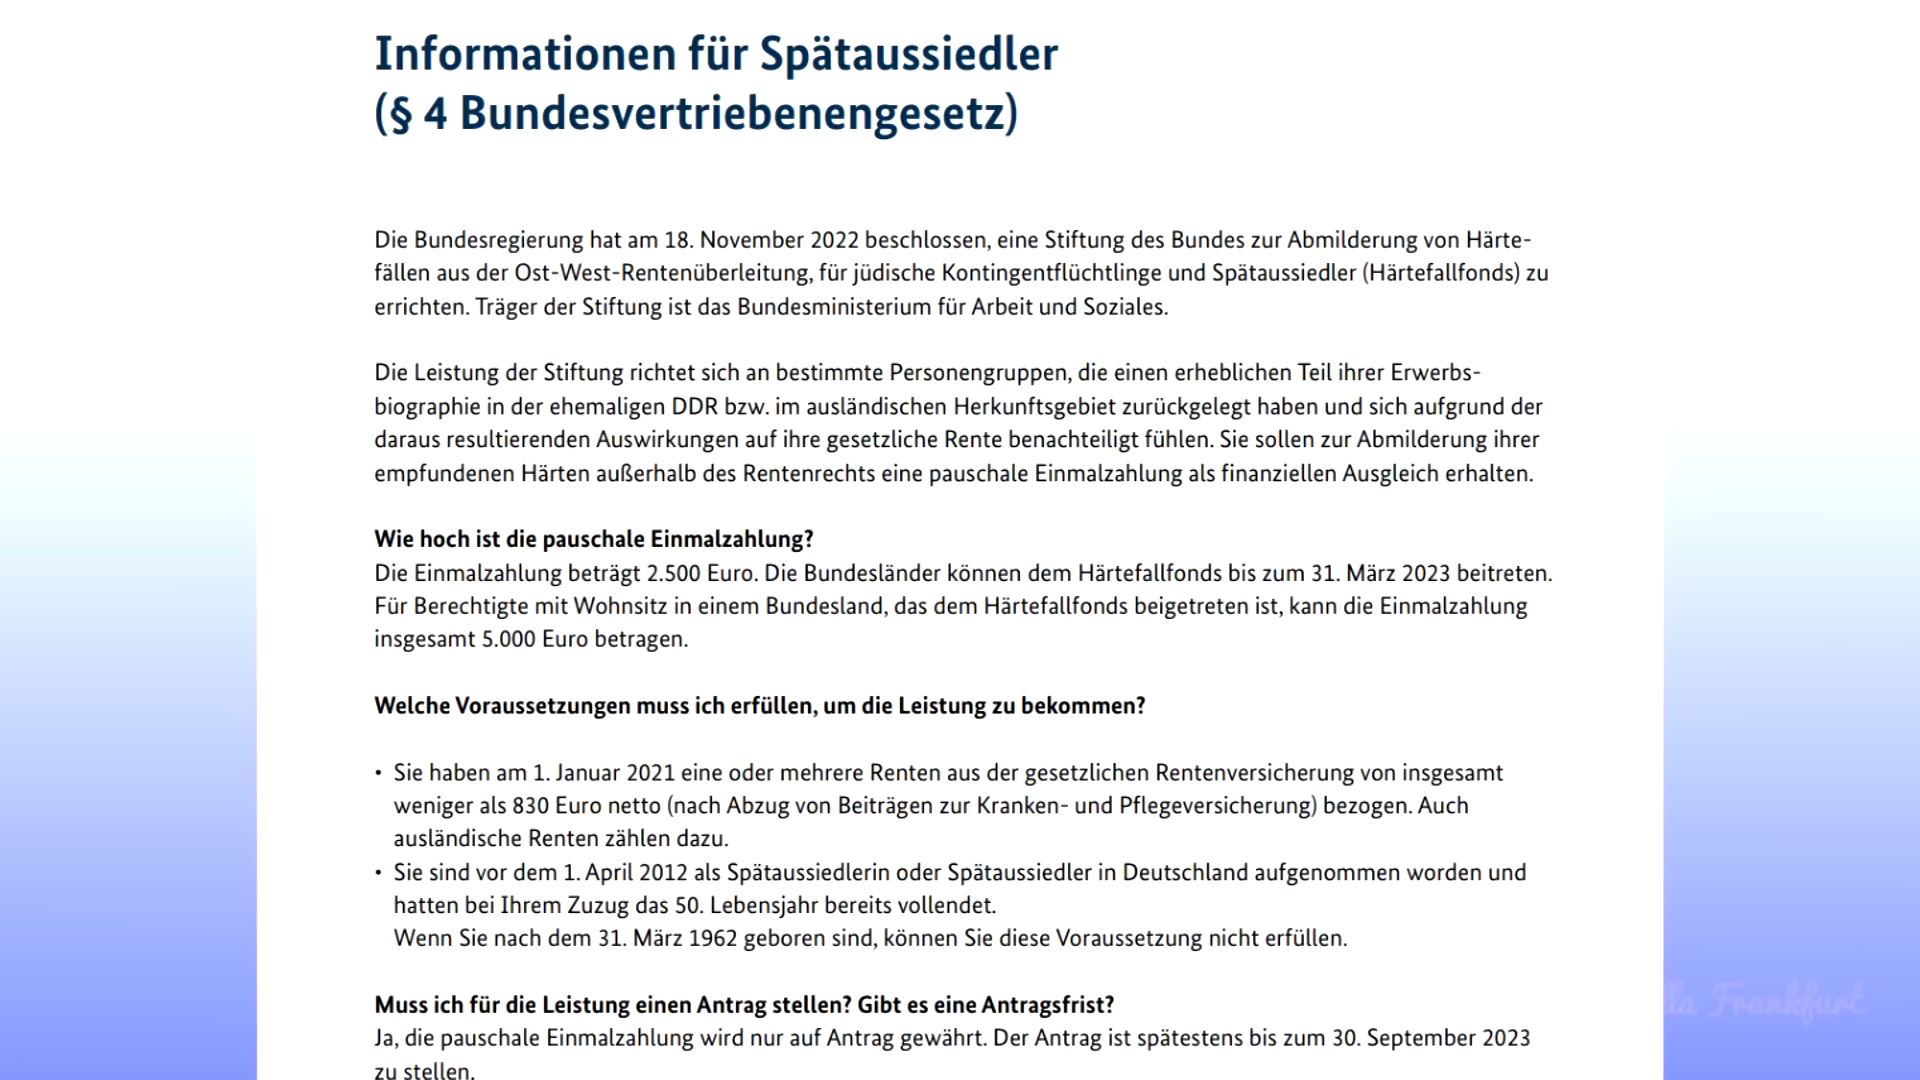 Informationen für Spätaussiedler
(§ 4 Bundesvertriebenengesetz)
Die Bundesregierung hat am 18. November 2022 beschlossen, eine Stiftung des Bundes zur Abmilderung von Härte-
fällen aus der Ost-West-Rentenüberleitung, für jüdische Kontingentflüchtlinge und Spätaussiedler (Härtefallfonds) zu
errichten. Träger der Stiftung ist das Bundesministerium für Arbeit und Soziales.
Die Leistung der Stiftung richtet sich an bestimmte Personengruppen, die einen erheblichen Teil ihrer Erwerbs-
biographie in der ehemaligen DDR bzw. im ausländischen Herkunftsgebiet zurückgelegt haben und sich aufgrund der
daraus resultierenden Auswirkungen auf ihre gesetzliche Rente benachteiligt fühlen. Sie sollen zur Abmilderung ihrer
empfundenen Härten außerhalb des Rentenrechts eine pauschale Einmalzahlung als finanziellen Ausgleich erhalten.
Wie hoch ist die pauschale Einmalzahlung?
Die Einmalzahlung beträgt 2.500 Euro. Die Bundesländer können dem Härtefallfonds bis zum 31. März 2023 beitreten.
Für Berechtigte mit Wohnsitz in einem Bundesland, das dem Härtefallfonds beigetreten ist, kann die Einmalzahlung
insgesamt 5.000 Euro betragen.
Welche Voraussetzungen muss ich erfüllen, um die Leistung zu bekommen?
• Sie haben am 1. Januar 2021 eine oder mehrere Renten aus der gesetzlichen Rentenversicherung von insgesamt
weniger als 830 Euro netto (nach Abzug von Beiträgen zur Kranken- und Pflegeversicherung) bezogen. Auch
ausländische Renten zählen dazu.
• Sie sind vor dem 1. April 2012 als Spätaussiedlerin oder Spätaussiedler in Deutschland aufgenommen worden und
hatten bei Ihrem Zuzug das 50. Lebensjahr bereits vollendet.
Wenn Sie nach dem 31. März 1962 geboren sind, können Sie diese Voraussetzung nicht erfüllen.
Muss ich für die Leistung einen Antrag stellen? Gibt es eine Antragsfrist?
Ja, die pauschale Einmalzahlung wird nur auf Antrag gewährt. Der Antrag ist spätestens bis zum 30. September 2023
zu stellen.
Frankfurt